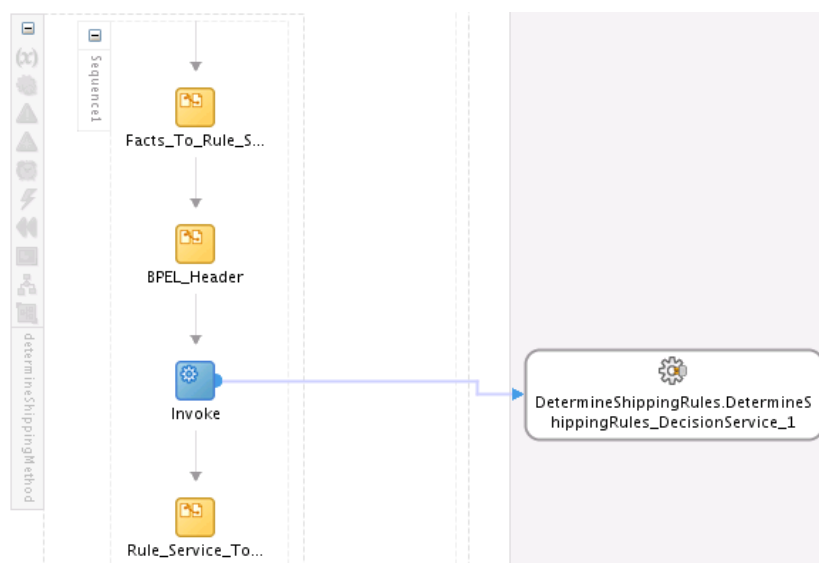 Sequence1
Facts_To_Rule_S...
BPEL_Header
Invoke
DetermineShippingRules.DetermineS
hippingRules_DecisionService_1
determineShippingMethod
Rule_Service_To...
(x)